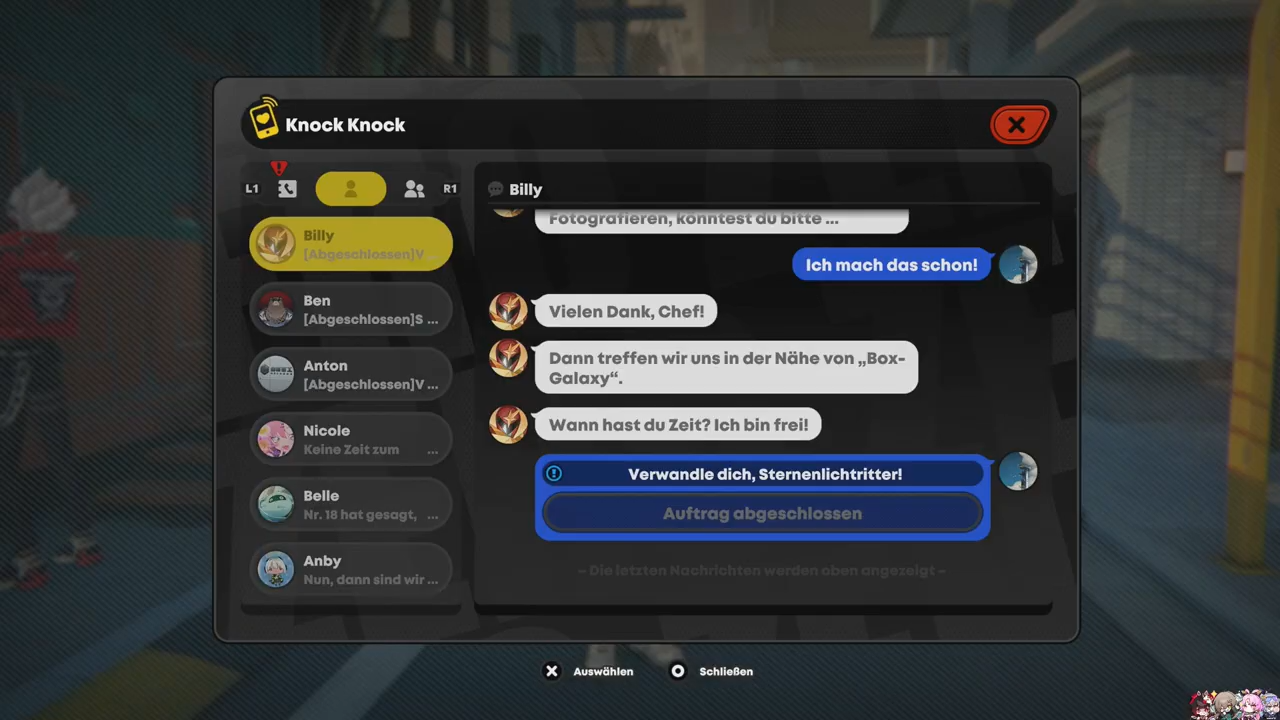 Knock Knock
L1
R1
Billy
[Abgeschlossen]V ...
Ben
[Abgeschlossen]S ...
Anton
[Abgeschlossen]V ...
Nicole
Keine Zeit zum ...
Belle
Nr. 18 hat gesagt, ...
Anby
Nun, dann sind wir ...
Billy
Fotografieren, könntest du bitte ...
Ich mach das schon!
Vielen Dank, Chef!
Dann treffen wir uns in der Nähe von „Box-
Galaxy“.
Wann hast du Zeit? Ich bin frei!
Verwandle dich, Sternenlichtritter!
Auftrag abgeschlossen
– Die letzten Nachrichten werden oben angezeigt –
Auswählen
Schließen